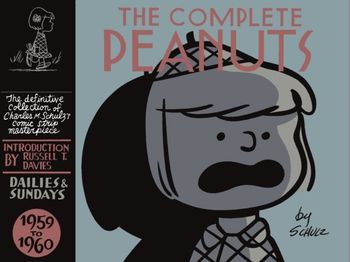 THE COMPLETE
PEANUTS
The definitive
collection of
Charles M. Schulz's
comic strip
masterpiece
INTRODUCTION
BY RUSSELL T.
DAVIES
DAILIES &
SUNDAYS
1959
TO
1960
by
SCHULZ